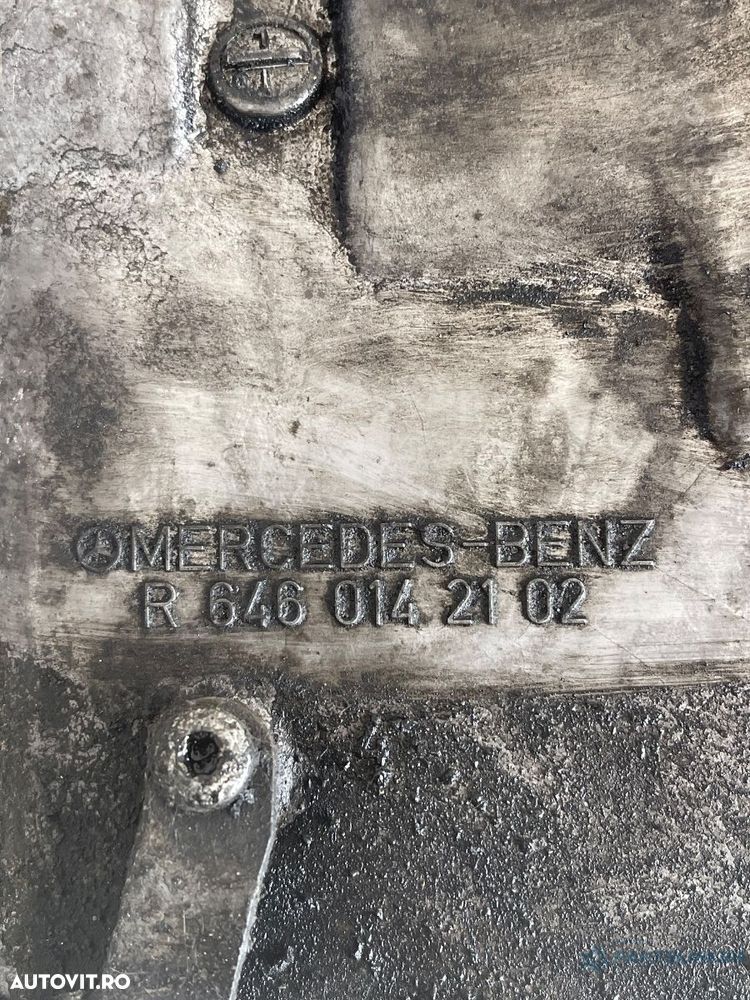 MERCEDES-BENZ
R 646 014 21 02
AUTOVIT.RO